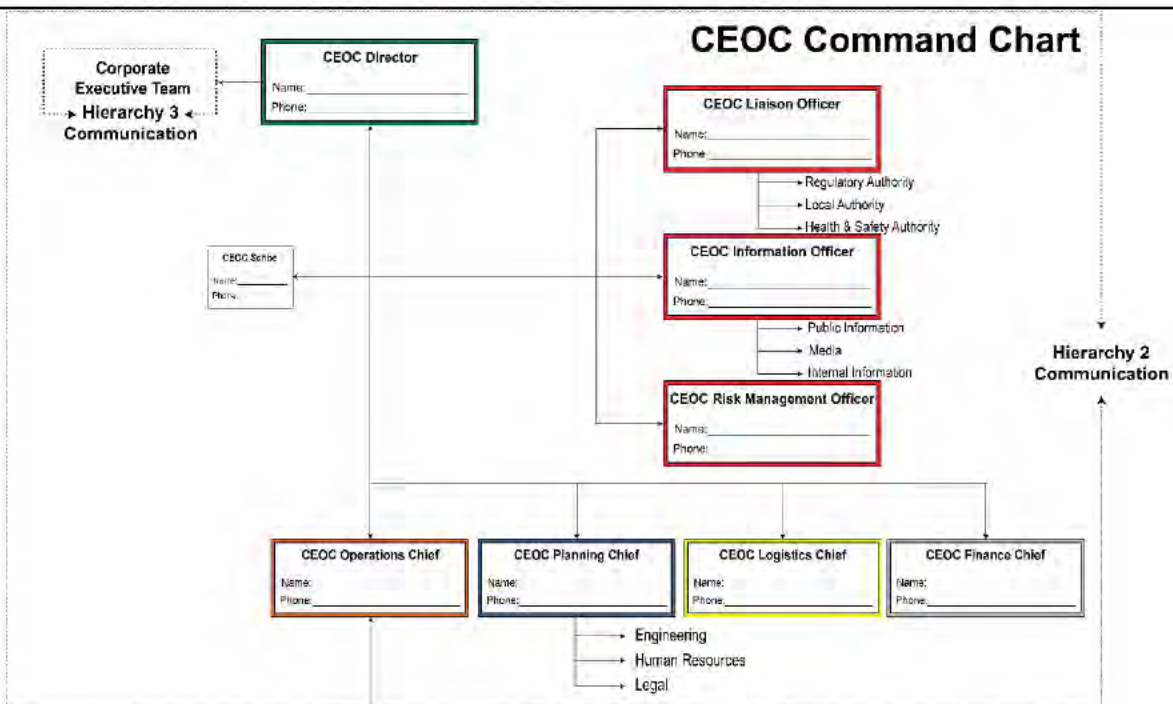 CEOC Command Chart
Corporate
Executive Team
Hierarchy 3
Communication
CEOC Director
Name:
Phone:
CEOC Liaison Officer
Name:
Phone:
Regulatory Authority
Local Authority
Health & Safety Authority
CEOC Scribe
Name:
Phone:
CEOC Information Officer
Name:
Phone:
Public Information
Media
Internal Information
Hierarchy 2
Communication
CEOC Risk Management Officer
Name:
Phone:
CEOC Operations Chief
Name:
Phone:
CEOC Planning Chief
Name:
Phone:
CEOC Logistics Chief
Name:
Phone:
CEOC Finance Chief
Name:
Phone:
Engineering
Human Resources
Legal